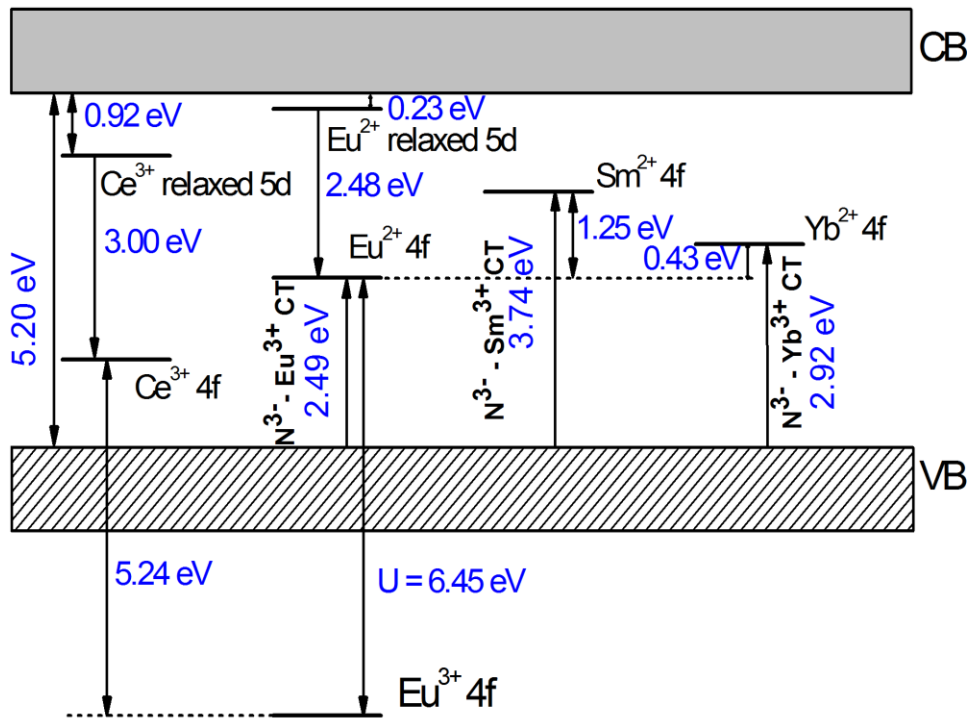 CB
0.92 eV
0.23 eV
Eu²⁺ relaxed 5d
Ce³⁺ relaxed 5d
2.48 eV
Sm²⁺ 4f
1.25 eV
Yb²⁺ 4f
3.00 eV
Eu²⁺ 4f
0.43 eV
5.20 eV
Ce³⁺ 4f
N³⁻ - Eu³⁺ CT
2.49 eV
N³⁻ - Sm³⁺ CT
3.74 eV
N³⁻ - Yb³⁺ CT
2.92 eV
VB
5.24 eV
U = 6.45 eV
Eu³⁺ 4f